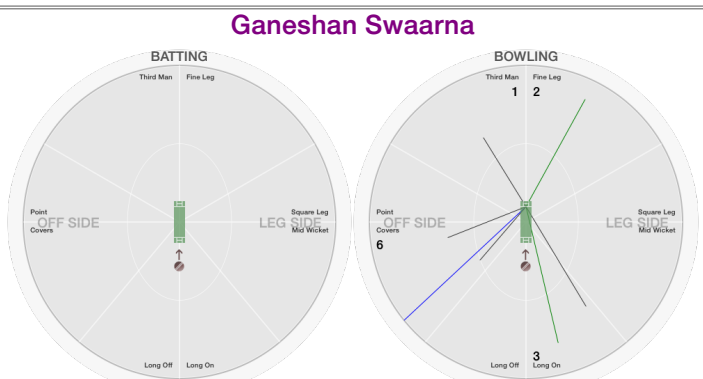 Ganeshan Swaarna
BATTING
Third Man Fine Leg
Point
OFF SIDE
Covers
Square Leg
LEG SIDE
Mid Wicket
Long Off Long On
BOWLING
Third Man Fine Leg
1 2
Point
OFF SIDE
Covers
6
Square Leg
LEG SIDE
Mid Wicket
3
Long Off Long On